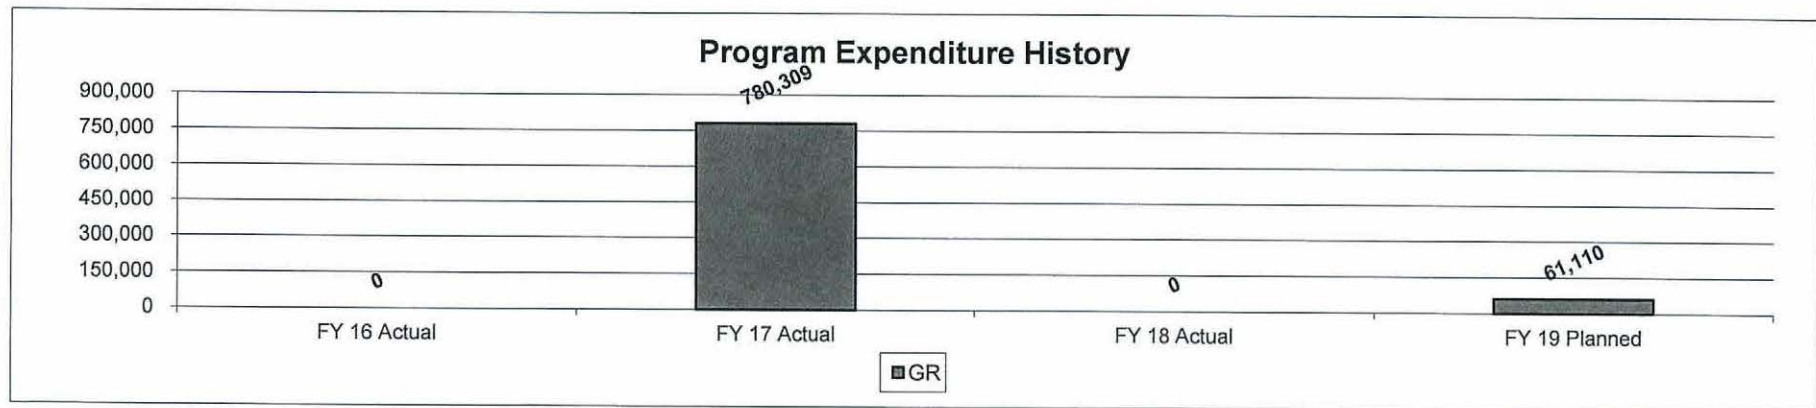 Program Expenditure History
900,000
750,000
600,000
450,000
300,000
150,000
0
0
780,309
0
61,110
FY 16 Actual
FY 17 Actual
FY 18 Actual
FY 19 Planned
GR